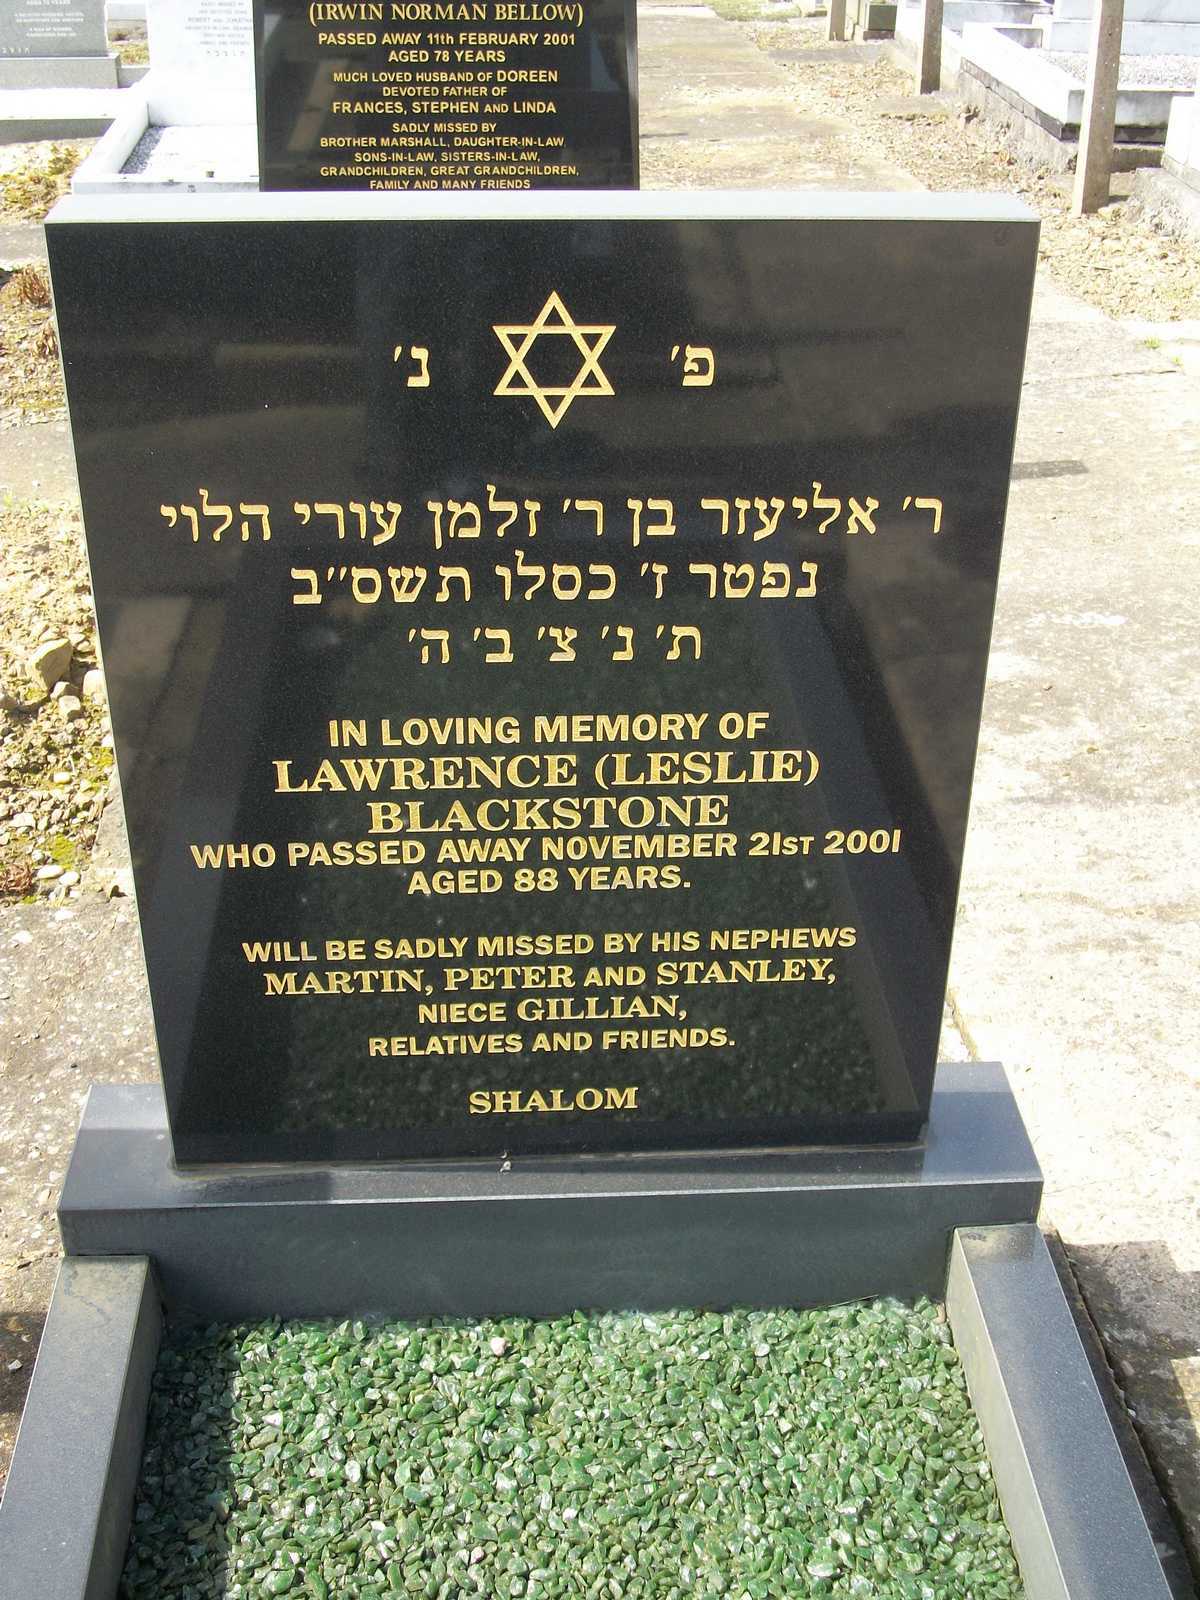 (IRWIN NORMAN BELLOW)
PASSED AWAY 11th FEBRUARY 2001
AGED 78 YEARS
MUCH LOVED HUSBAND OF DOREEN
DEVOTED FATHER OF
FRANCES, STEPHEN AND LINDA
SADLY MISSED BY
BROTHER MARSHALL, DAUGHTER-IN-LAW
SONS-IN-LAW, SISTERS-IN-LAW,
GRANDCHILDREN, GREAT GRANDCHILDREN,
FAMILY AND MANY FRIENDS
פ׳ נ׳
ר׳ אליעזר בן ר׳ זלמן עורי הלוי
נפטר ז׳ כסלו תשס״ב
ת׳ נ׳ צ׳ ב׳ ה׳
IN LOVING MEMORY OF
LAWRENCE (LESLIE)
BLACKSTONE
WHO PASSED AWAY NOVEMBER 21ST 2001
AGED 88 YEARS.
WILL BE SADLY MISSED BY HIS NEPHEWS
MARTIN, PETER AND STANLEY,
NIECE GILLIAN,
RELATIVES AND FRIENDS.
SHALOM